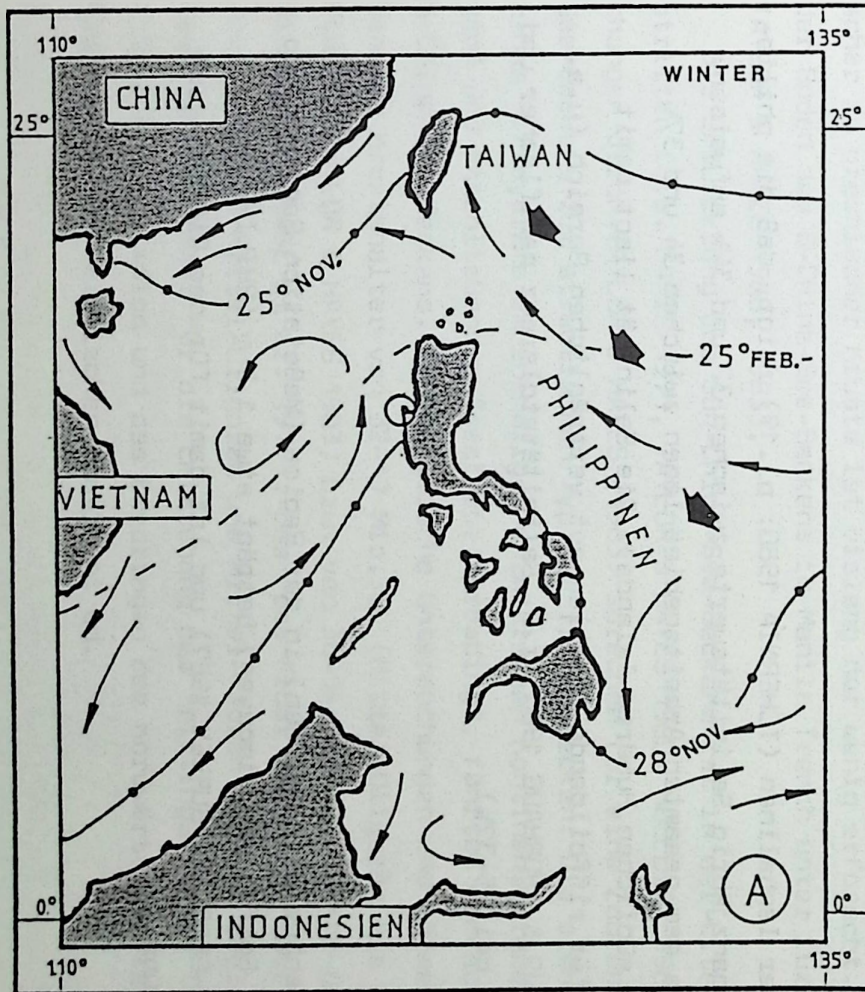 110°
135°
WINTER
CHINA
25°
25°
TAIWAN
25° NOV.
25° FEB.
PHILIPPINEN
VIETNAM
28° NOV
A
0°
0°
INDONESIEN
110°
135°